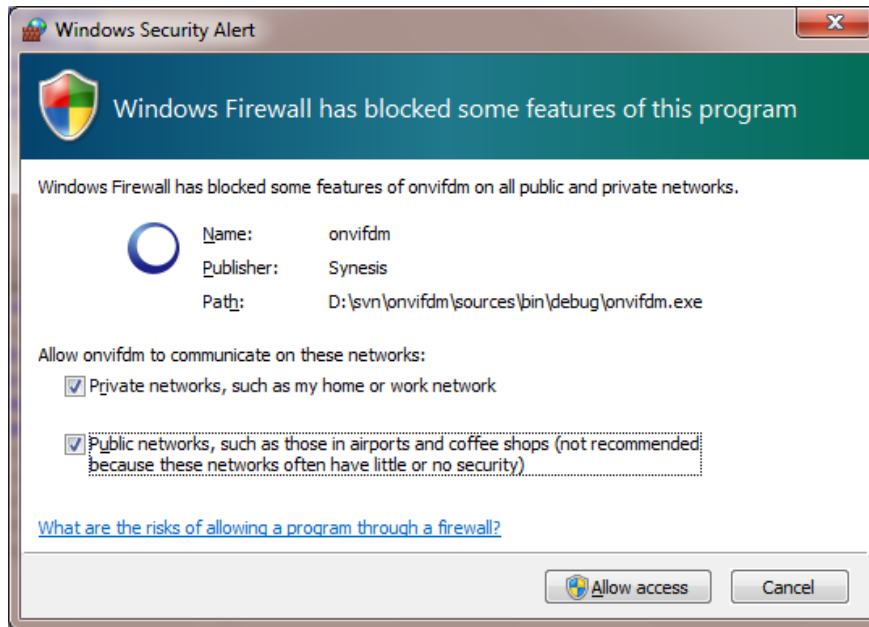 Windows Security Alert
Windows Firewall has blocked some features of this program
Windows Firewall has blocked some features of onvifdm on all public and private networks.
Name: onvifdm
Publisher: Synesis
Path: D:\svn\onvifdm\sources\bin\debug\onvifdm.exe
Allow onvifdm to communicate on these networks:
Private networks, such as my home or work network
Public networks, such as those in airports and coffee shops (not recommended
because these networks often have little or no security)
What are the risks of allowing a program through a firewall?
Allow access Cancel